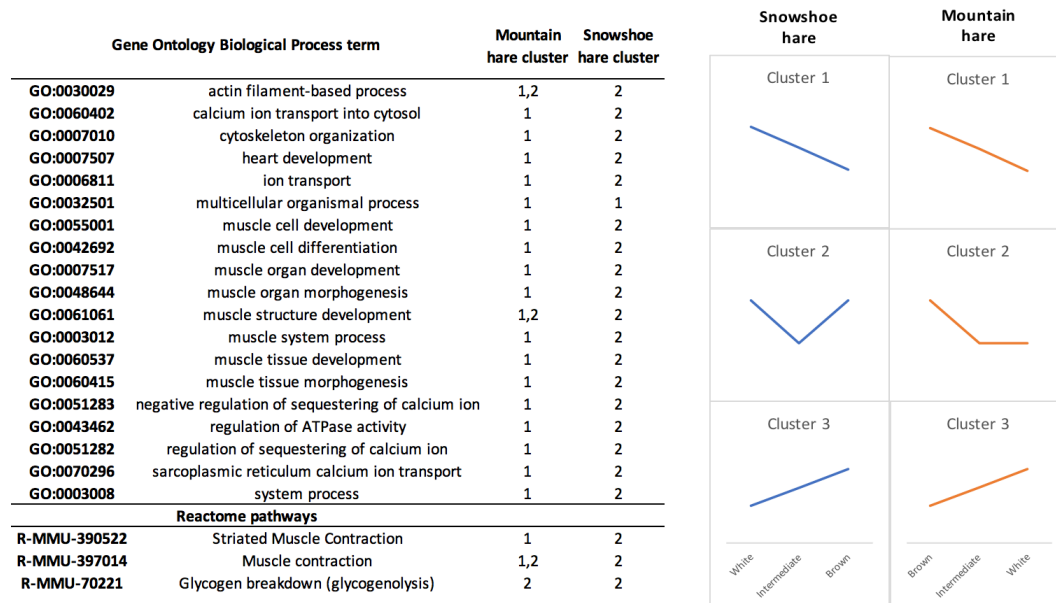 Gene Ontology Biological Process term Mountain hare cluster Snowshoe hare cluster
GO:0030029 actin filament-based process 1,2 2
GO:0060402 calcium ion transport into cytosol 1 2
GO:0007010 cytoskeleton organization 1 2
GO:0007507 heart development 1 2
GO:0006811 ion transport 1 2
GO:0032501 multicellular organismal process 1 1
GO:0055001 muscle cell development 1 2
GO:0042692 muscle cell differentiation 1 2
GO:0007517 muscle organ development 1 2
GO:0048644 muscle organ morphogenesis 1 2
GO:0061061 muscle structure development 1,2 2
GO:0003012 muscle system process 1 2
GO:0060537 muscle tissue development 1 2
GO:0060415 muscle tissue morphogenesis 1 2
GO:0051283 negative regulation of sequestering of calcium ion 1 2
GO:0043462 regulation of ATPase activity 1 2
GO:0051282 regulation of sequestering of calcium ion 1 2
GO:0070296 sarcoplasmic reticulum calcium ion transport 1 2
GO:0003008 system process 1 2
Reactome pathways
R-MMU-390522 Striated Muscle Contraction 1 2
R-MMU-397014 Muscle contraction 1,2 2
R-MMU-70221 Glycogen breakdown (glycogenolysis) 2 2
Snowshoe hare
Mountain hare
Cluster 1
Cluster 1
Cluster 2
Cluster 2
Cluster 3
Cluster 3
White Intermediate Brown
Brown Intermediate White